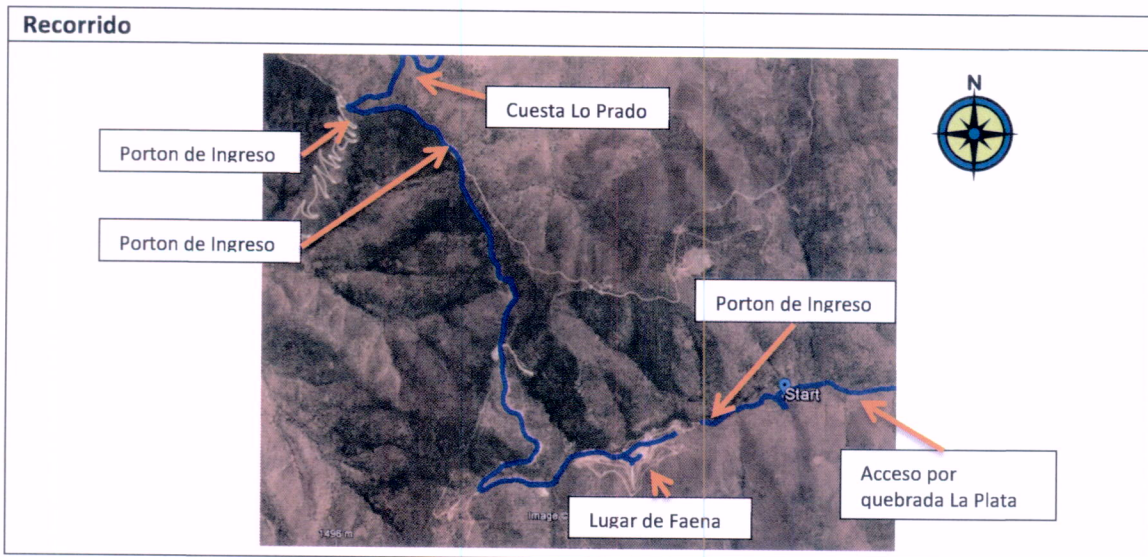 Recorrido
N
Cuesta Lo Prado
Porton de Ingreso
Porton de Ingreso
Porton de Ingreso
Start
Acceso por
quebrada La Plata
Lugar de Faena
Image
1496 m